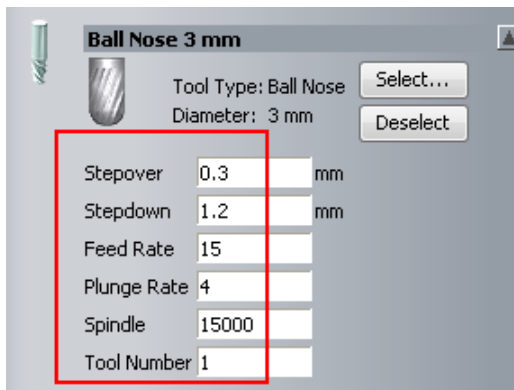 Ball Nose 3 mm
Tool Type: Ball Nose
Select...
Diameter: 3 mm
Deselect
Stepover 0.3 mm
Stepdown 1.2 mm
Feed Rate 15
Plunge Rate 4
Spindle 15000
Tool Number 1